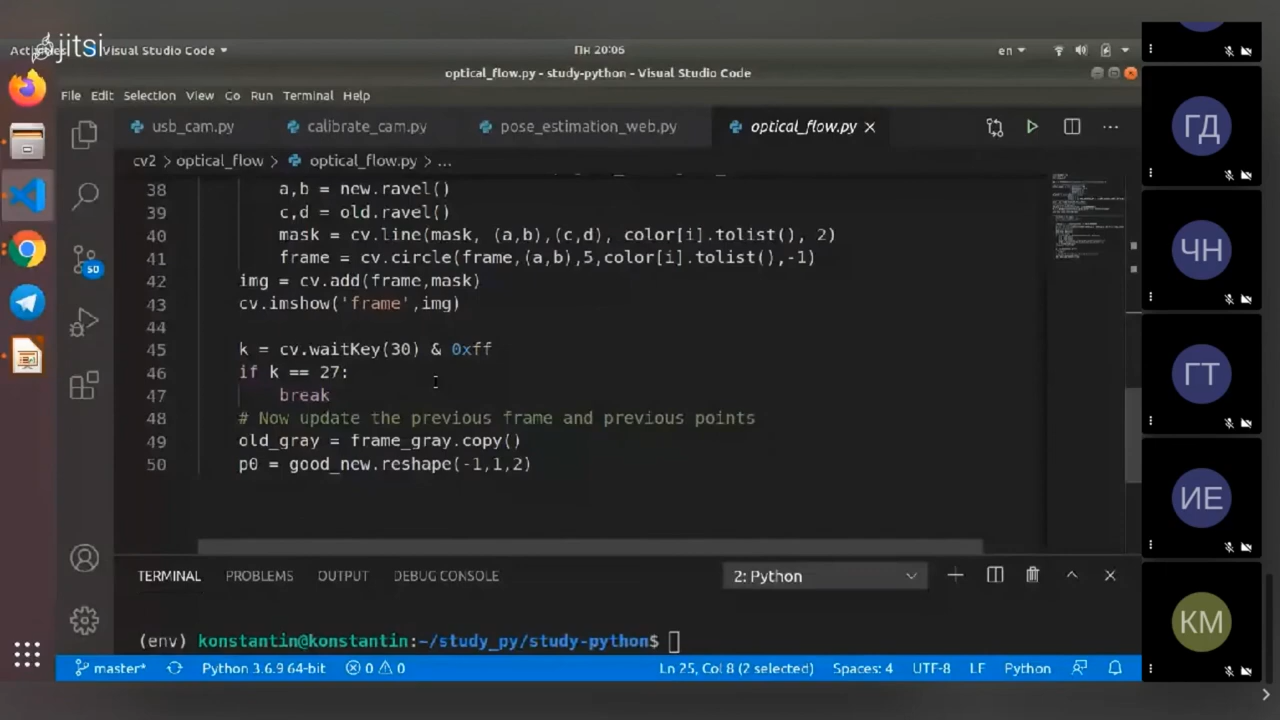 jitsi
Visual Studio Code
Пн 20:06
en
optical_flow.py - study-python - Visual Studio Code
File Edit Selection View Go Run Terminal Help
usb_cam.py calibrate_cam.py pose_estimation_web.py optical_flow.py
cv2 > optical_flow > optical_flow.py > ...
38 a,b = new.ravel()
39 c,d = old.ravel()
40 mask = cv.line(mask, (a,b),(c,d), color[i].tolist(), 2)
41 frame = cv.circle(frame,(a,b),5,color[i].tolist(),-1)
42 img = cv.add(frame,mask)
43 cv.imshow('frame',img)
44
45 k = cv.waitKey(30) & 0xff
46 if k == 27:
47 break
48 # Now update the previous frame and previous points
49 old_gray = frame_gray.copy()
50 p0 = good_new.reshape(-1,1,2)
50
TERMINAL PROBLEMS OUTPUT DEBUG CONSOLE 2: Python
(env) konstantin@konstantin:~/study_py/study-python$
master* Python 3.6.9 64-bit 0 0 Ln 25, Col 8 (2 selected) Spaces: 4 UTF-8 LF Python
ГД
ЧН
ГТ
ИЕ
КМ